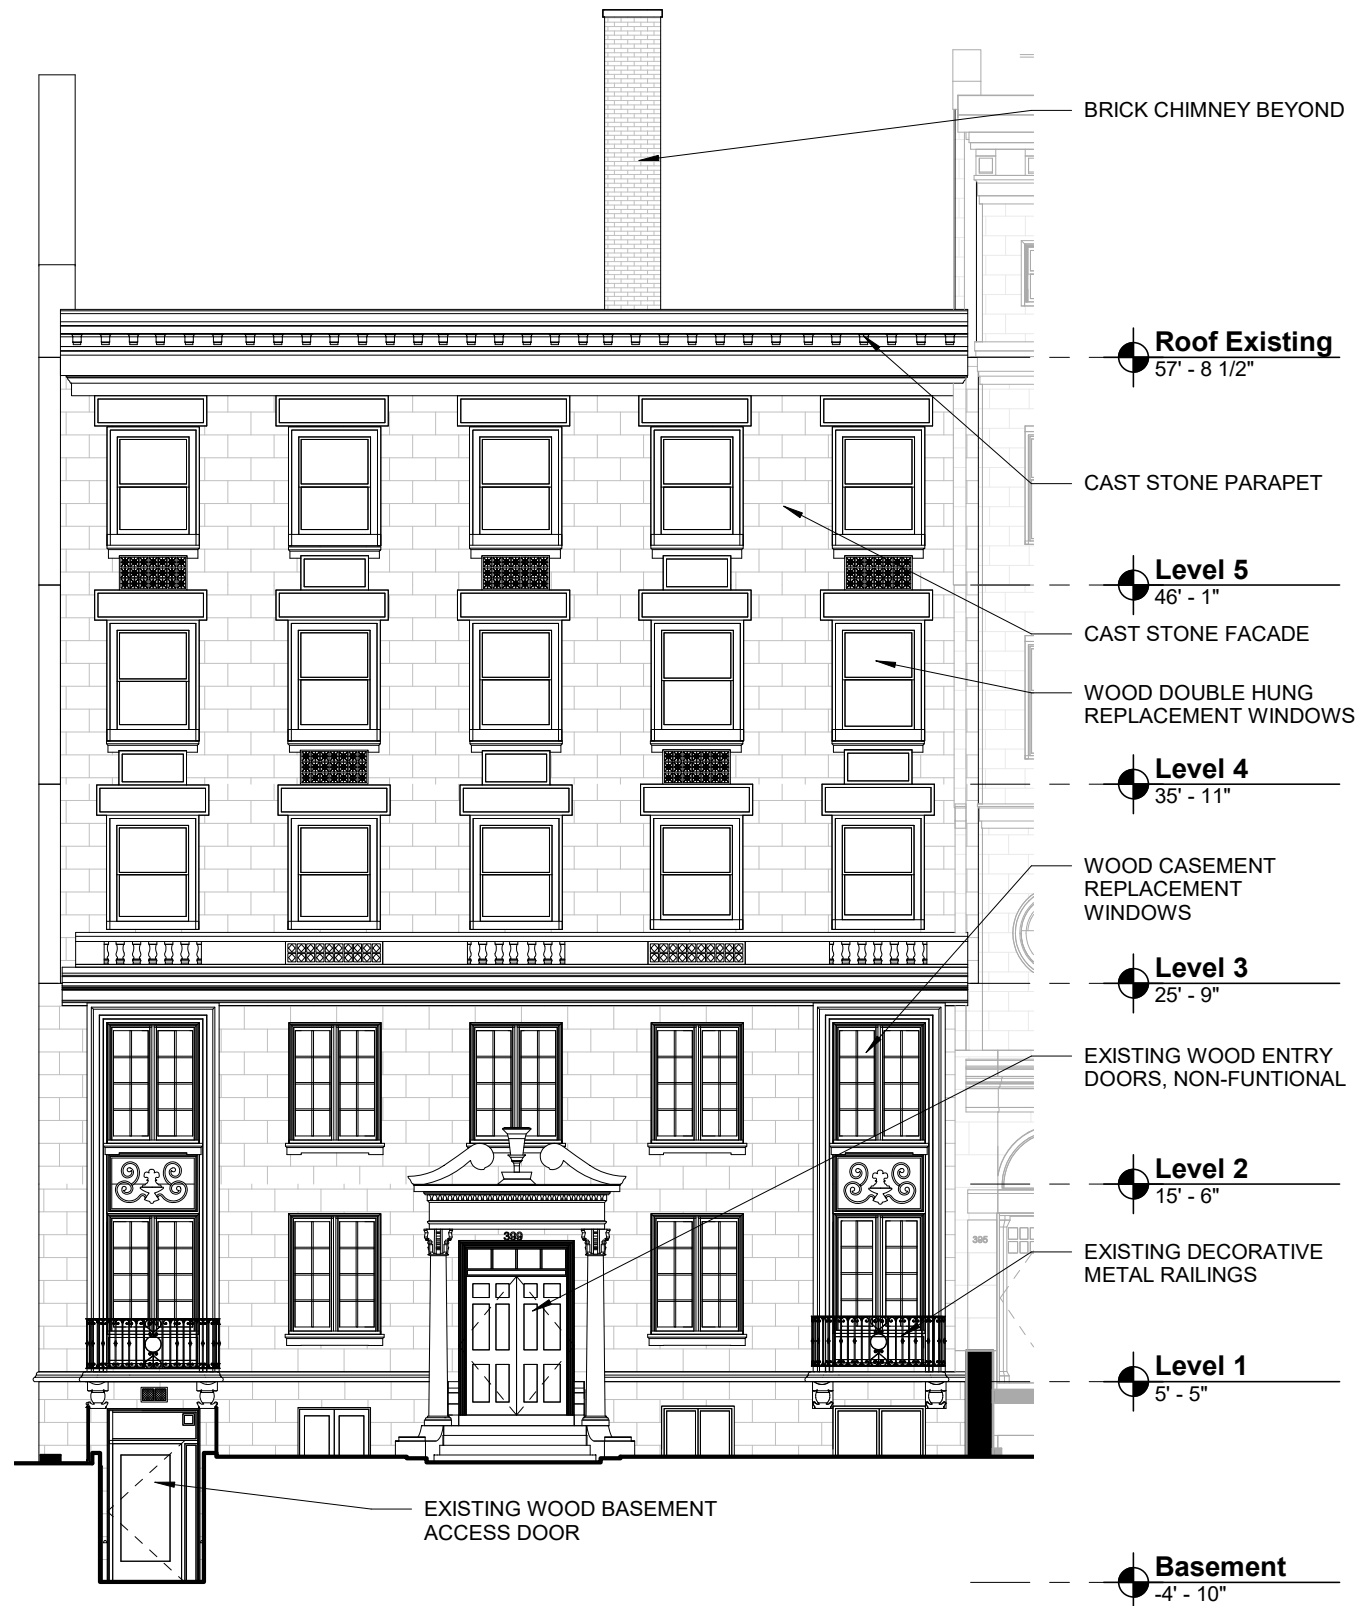 BRICK CHIMNEY BEYOND
Roof Existing
57' - 8 1/2"
CAST STONE PARAPET
Level 5
46' - 1"
CAST STONE FACADE
WOOD DOUBLE HUNG
REPLACEMENT WINDOWS
Level 4
35' - 11"
WOOD CASEMENT
REPLACEMENT
WINDOWS
Level 3
25' - 9"
EXISTING WOOD ENTRY
DOORS, NON-FUNTIONAL
Level 2
15' - 6"
399
395
EXISTING DECORATIVE
METAL RAILINGS
Level 1
5' - 5"
EXISTING WOOD BASEMENT
ACCESS DOOR
Basement
-4' - 10"